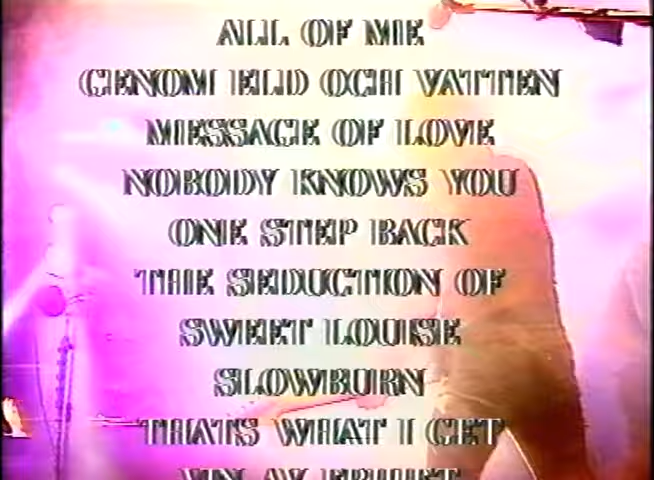 ALL OF ME
GENOM ELD OCH VATTEN
MESSAGE OF LOVE
NOBODY KNOWS YOU
ONE STEP BACK
THE SEDUCTION OF
SWEET LOUISE
SLOWBURN
THATS WHAT I GET